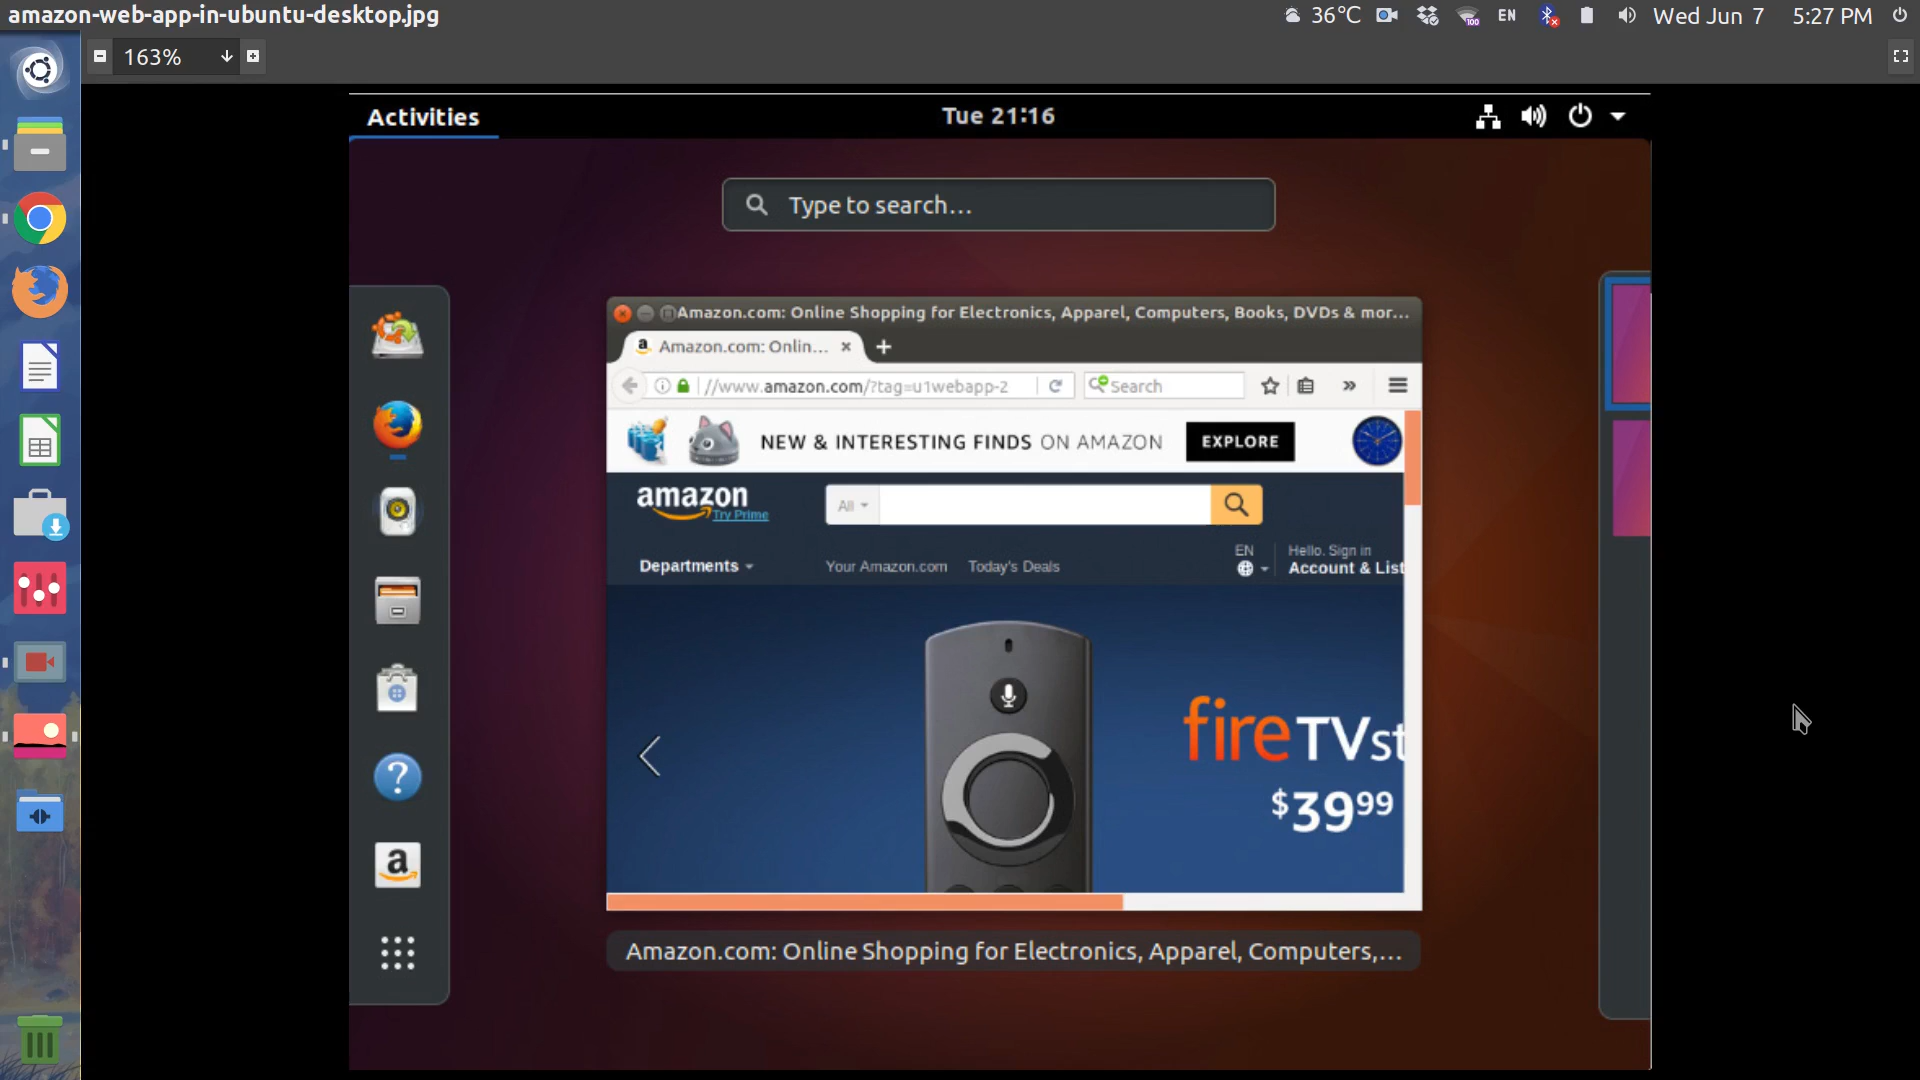 amazon-web-app-in-ubuntu-desktop.jpg
36°C
100
EN
Wed Jun 7
5:27 PM
163%
Activities
Tue 21:16
Type to search...
Amazon.com: Online Shopping for Electronics, Apparel, Computers, Books, DVDs & mor...
a Amazon.com: Onlin...
//www.amazon.com/?tag=u1webapp-2
Search
NEW & INTERESTING FINDS ON AMAZON
EXPLORE
amazon
Try Prime
All
EN
Hello. Sign in
Departments
Your Amazon.com
Today's Deals
Account & List
fireTVst
$39 99
a
Amazon.com: Online Shopping for Electronics, Apparel, Computers,...